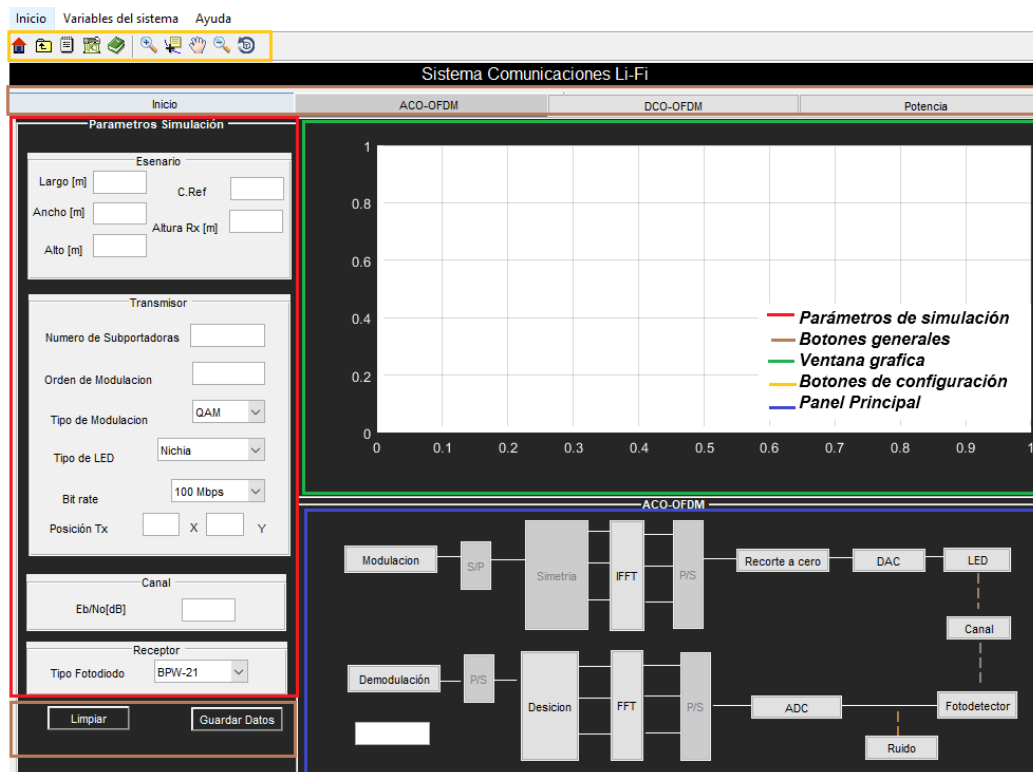 Inicio Variables del sistema Ayuda
Sistema Comunicaciones Li-Fi
Inicio ACO-OFDM DCO-OFDM Potencia
Parametros Simulación
Esenario
Largo [m]
C.Ref
Ancho [m]
Altura Rx [m]
Alto [m]
Transmisor
Numero de Subportadoras
Orden de Modulacion
Tipo de Modulacion QAM
Tipo de LED Nichia
Bit rate 100 Mbps
Posición Tx X Y
Canal
Eb/No[dB]
Receptor
Tipo Fotodiodo BPW-21
Limpiar Guardar Datos
1
0.8
0.6
0.4
0.2
0
0 0.1 0.2 0.3 0.4 0.5 0.6 0.7 0.8 0.9 1
Parámetros de simulación
Botones generales
Ventana grafica
Botones de configuración
Panel Principal
ACO-OFDM
Modulacion S/P Simetria IFFT P/S Recorte a cero DAC LED
Canal
Demodulación P/S Desicion FFT P/S ADC Fotodetector
Ruido